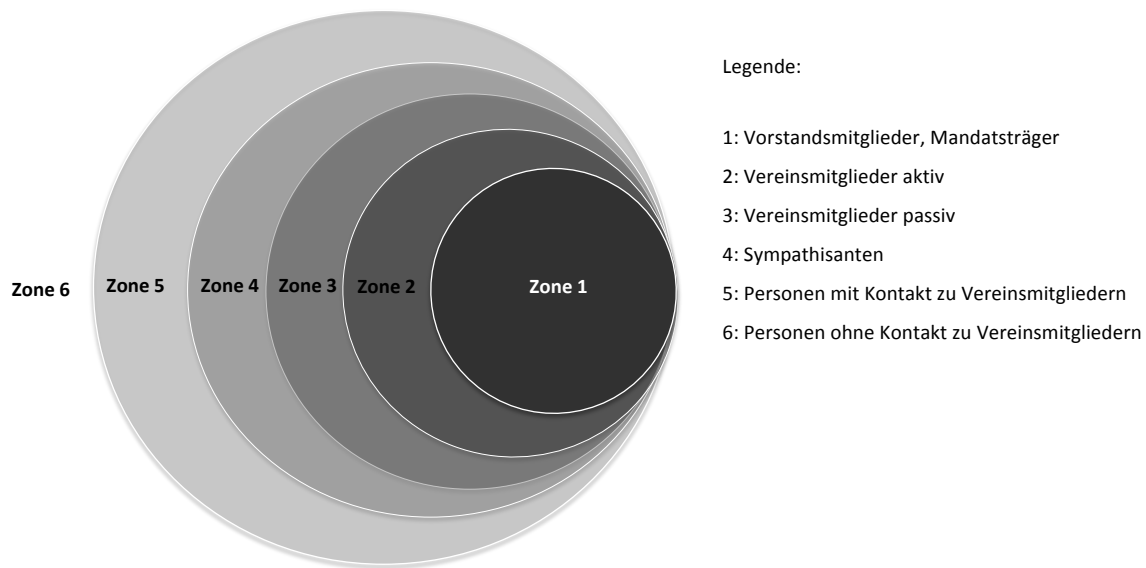 Legende:
1: Vorstandsmitglieder, Mandatsträger
2: Vereinsmitglieder aktiv
3: Vereinsmitglieder passiv
4: Sympathisanten
5: Personen mit Kontakt zu Vereinsmitgliedern
6: Personen ohne Kontakt zu Vereinsmitgliedern
Zone 6
Zone 5
Zone 4
Zone 3
Zone 2
Zone 1